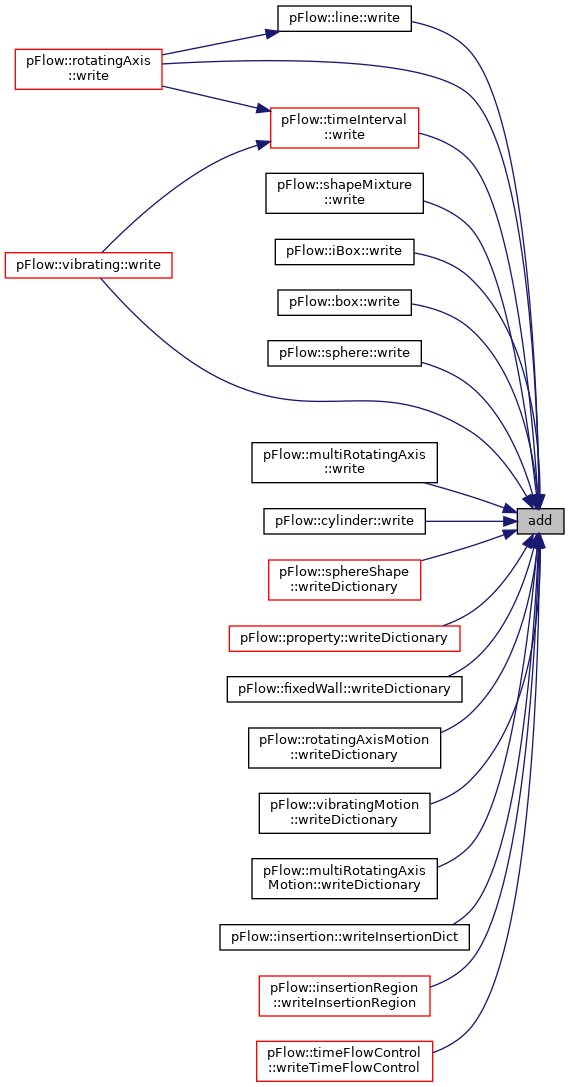 pFlow::line::write
pFlow::rotatingAxis
::write
pFlow::timeInterval
::write
pFlow::shapeMixture
::write
pFlow::iBox::write
pFlow::vibrating::write
pFlow::box::write
pFlow::sphere::write
pFlow::multiRotatingAxis
::write
pFlow::cylinder::write
add
pFlow::sphereShape
::writeDictionary
pFlow::property::writeDictionary
pFlow::fixedWall::writeDictionary
pFlow::rotatingAxisMotion
::writeDictionary
pFlow::vibratingMotion
::writeDictionary
pFlow::multiRotatingAxis
Motion::writeDictionary
pFlow::insertion::writeInsertionDict
pFlow::insertionRegion
::writeInsertionRegion
pFlow::timeFlowControl
::writeTimeFlowControl